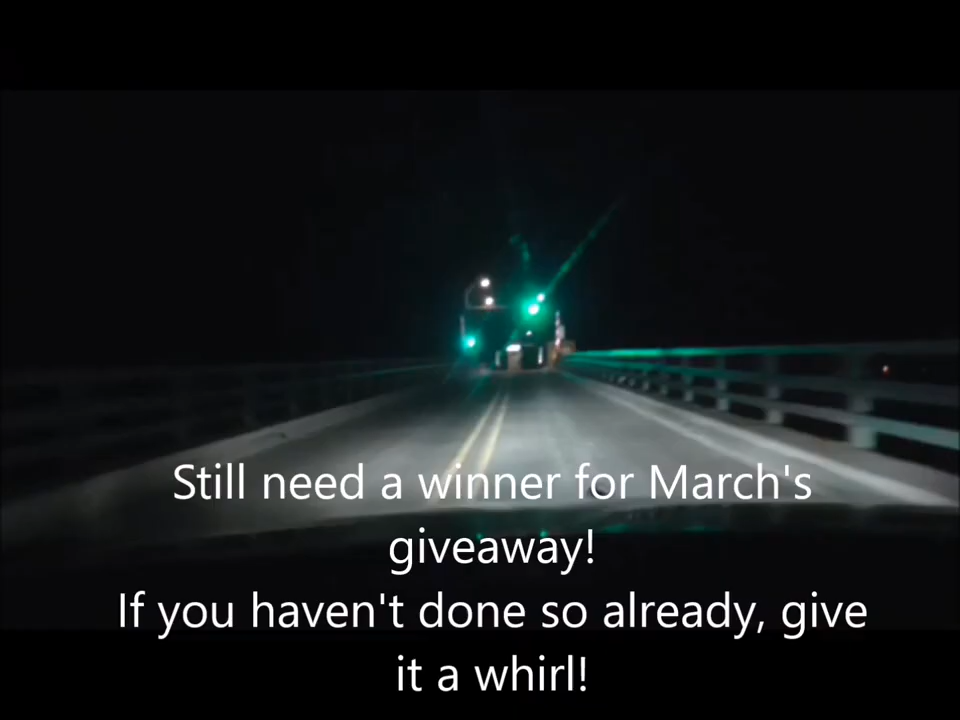 Still need a winner for March's
giveaway!
If you haven't done so already, give
it a whirl!